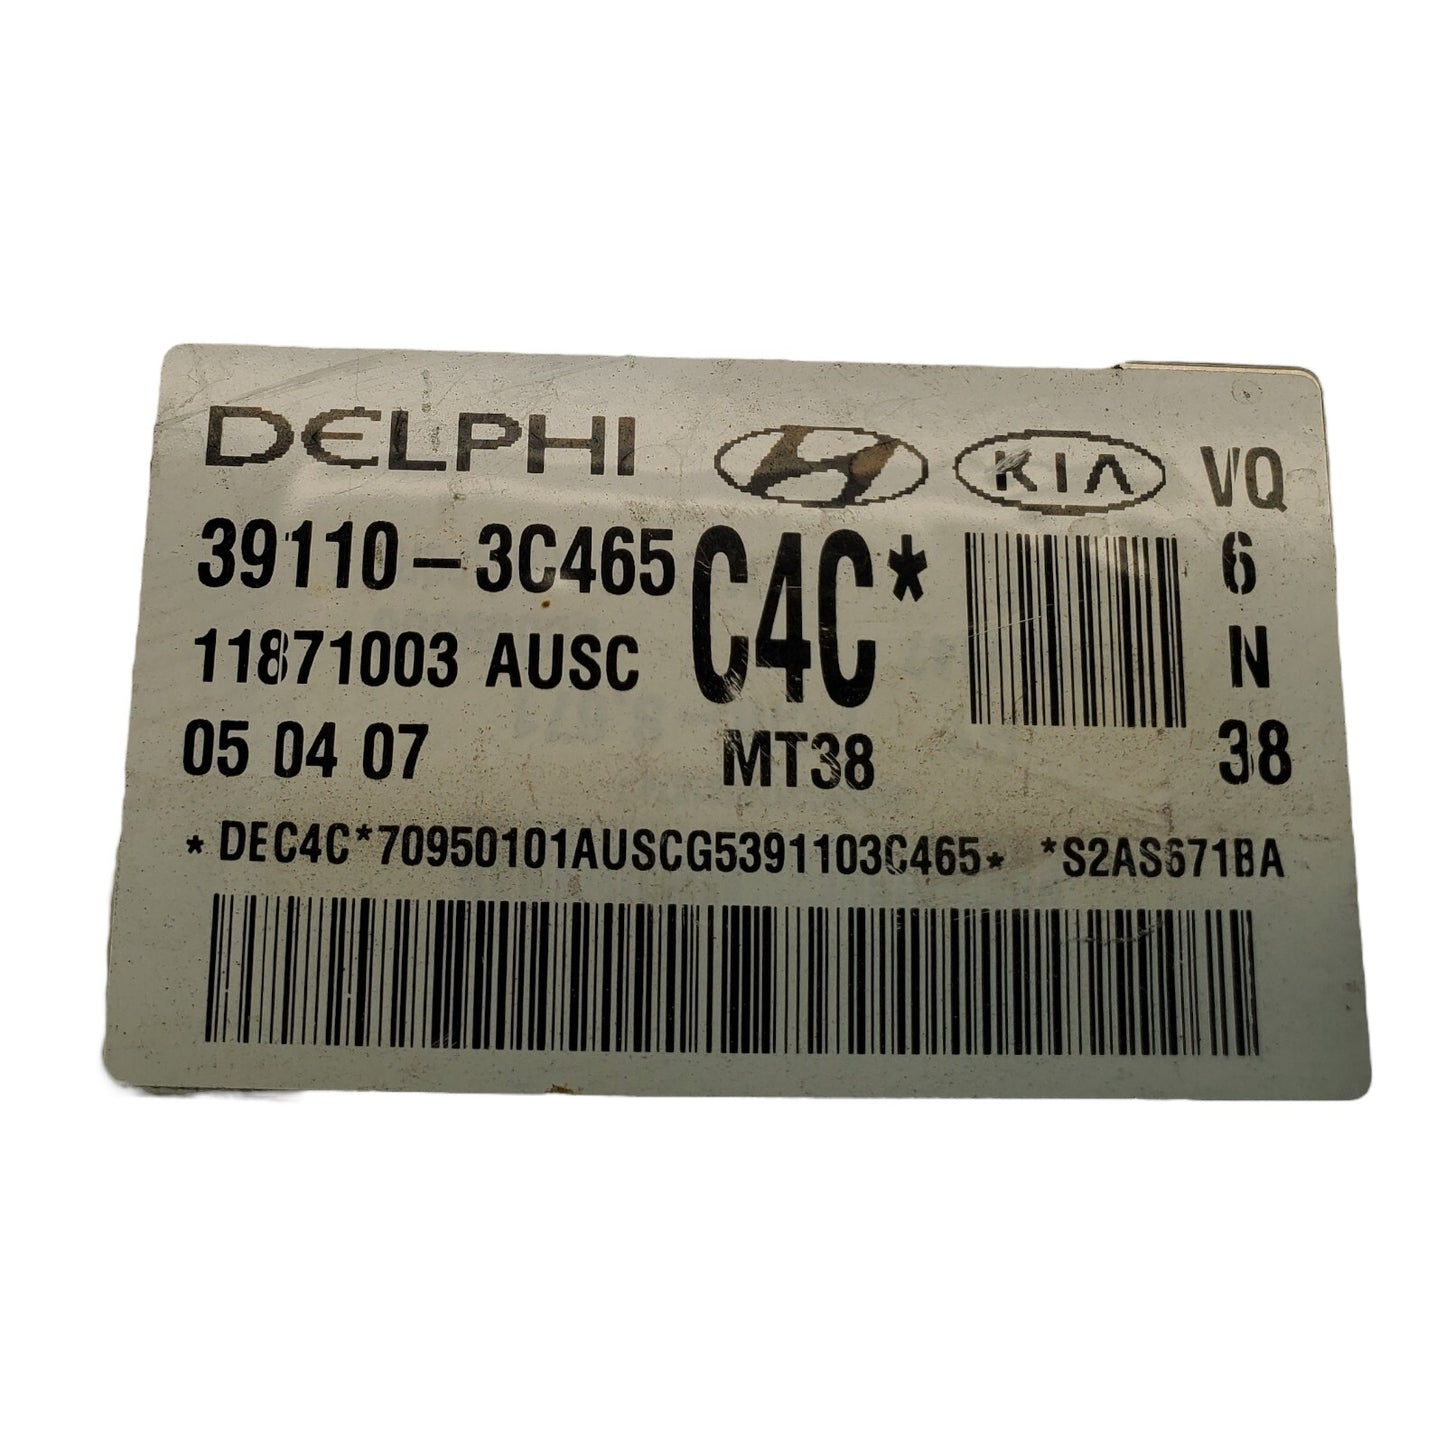 DELPHI KIA VQ
39110-3C465 C4C* 6
11871003 AUSC N
05 04 07 MT38 38
*DEC4C*70950101AUSCG5391103C465* *S2AS671BA